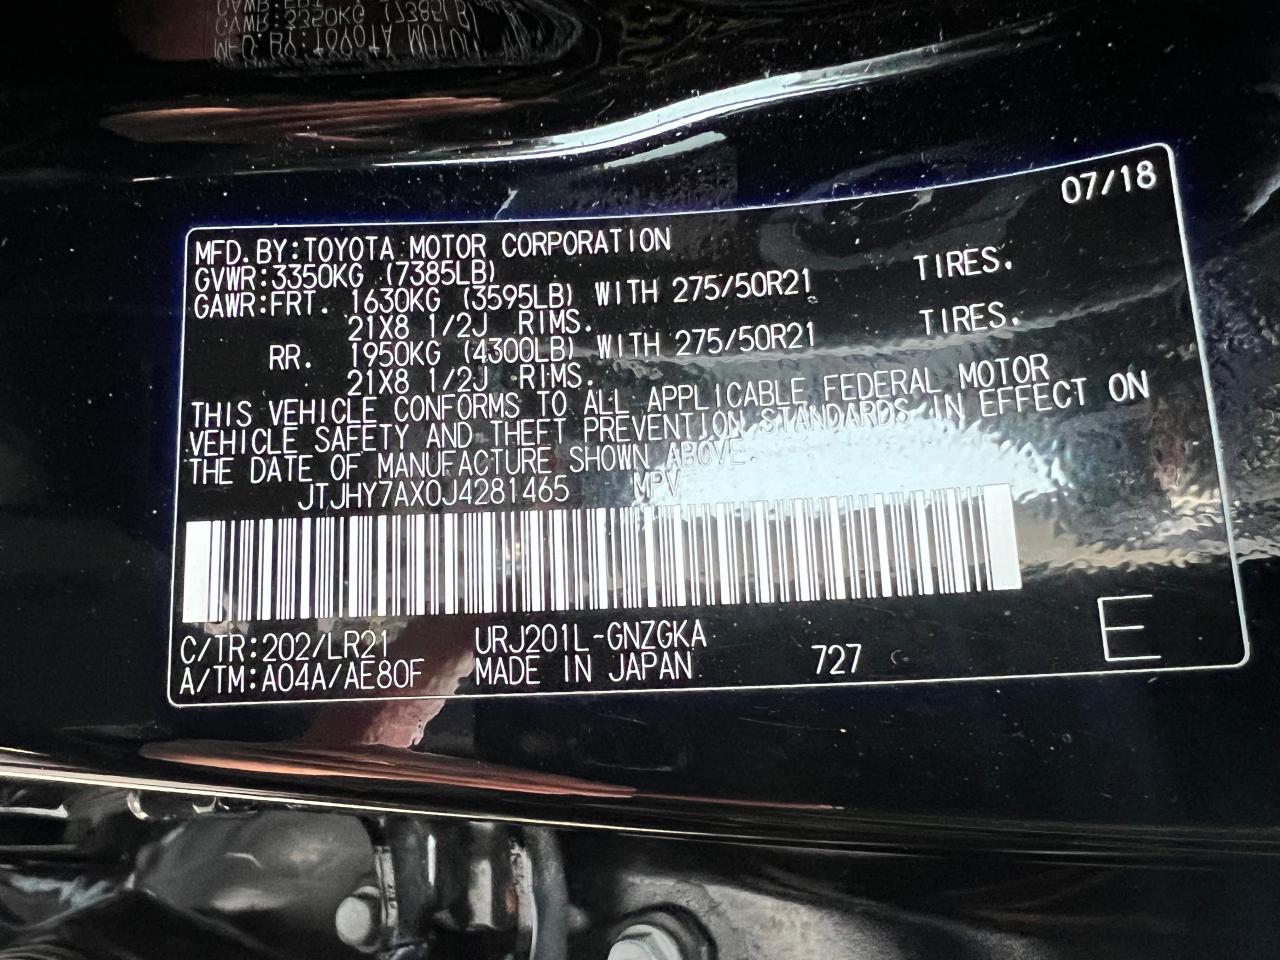 07/18
MFD.BY:TOYOTA MOTOR CORPORATION
GVWR:3350KG (7385LB)
GAWR:FRT. 1630KG (3595LB) WITH 275/50R21 TIRES.
21X8 1/2J RIMS.
RR. 1950KG (4300LB) WITH 275/50R21 TIRES.
21X8 1/2J RIMS.
THIS VEHICLE CONFORMS TO ALL APPLICABLE FEDERAL MOTOR
VEHICLE SAFETY AND THEFT PREVENTION STANDARDS IN EFFECT ON
THE DATE OF MANUFACTURE SHOWN ABOVE.
JTJHY7AX0J4281465 MPV
C/TR:202/LR21 URJ201L-GNZGKA
A/TM:A04A/AE80F MADE IN JAPAN 727 E